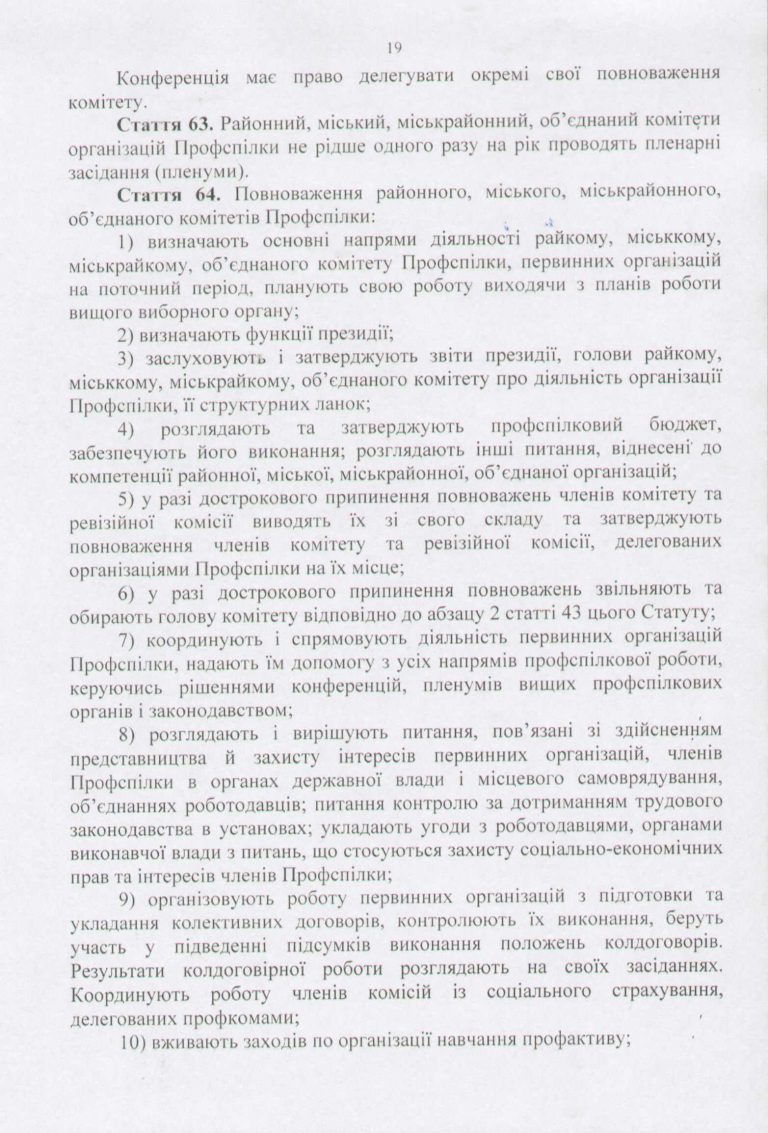 19
Конференція має право делегувати окремі свої повноваження
комітету.
Стаття 63. Районний, міський, міськрайонний, об’єднаний комітети
організацій Профспілки не рідше одного разу на рік проводять пленарні
засідання (пленуми).
Стаття 64. Повноваження районного, міського, міськрайонного,
об’єднаного комітетів Профспілки:
1) визначають основні напрями діяльності райкому, міськкому,
міськрайкому, об’єднаного комітету Профспілки, первинних організацій
на поточний період, планують свою роботу виходячи з планів роботи
вищого виборного органу;
2) визначають функції президії;
3) заслуховують і затверджують звіти президії, голови райкому,
міськкому, міськрайкому, об’єднаного комітету про діяльність організації
Профспілки, її структурних ланок;
4) розглядають та затверджують профспілковий бюджет,
забезпечують його виконання; розглядають інші питання, віднесені до
компетенції районної, міської, міськрайонної, об’єднаної організацій;
5) у разі дострокового припинення повноважень членів комітету та
ревізійної комісії виводять їх зі свого складу та затверджують
повноваження членів комітету та ревізійної комісії, делегованих
організаціями Профспілки на їх місце;
6) у разі дострокового припинення повноважень звільняють та
обирають голову комітету відповідно до абзацу 2 статті 43 цього Статуту;
7) координують і спрямовують діяльність первинних організацій
Профспілки, надають їм допомогу з усіх напрямів профспілкової роботи,
керуючись рішеннями конференцій, пленумів вищих профспілкових
органів і законодавством;
8) розглядають і вирішують питання, пов’язані зі здійсненням
представництва й захисту інтересів первинних організацій, членів
Профспілки в органах державної влади і місцевого самоврядування,
об’єднаннях роботодавців; питання контролю за дотриманням трудового
законодавства в установах; укладають угоди з роботодавцями, органами
виконавчої влади з питань, що стосуються захисту соціально-економічних
прав та інтересів членів Профспілки;
9) організовують роботу первинних організацій з підготовки та
укладання колективних договорів, контролюють їх виконання, беруть
участь у підведенні підсумків виконання положень колдоговорів.
Результати колдоговірної роботи розглядають на своїх засіданнях.
Координують роботу членів комісій із соціального страхування,
делегованих профкомами;
10) вживають заходів по організації навчання профактиву;